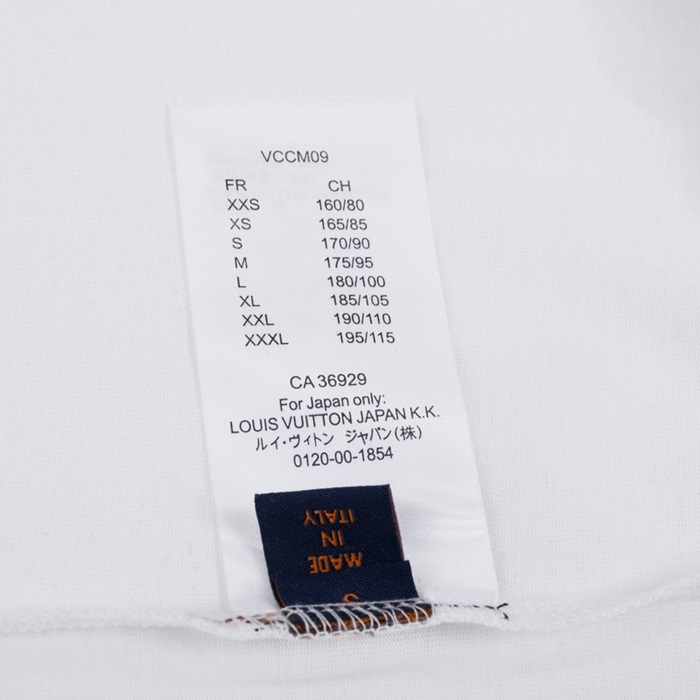 VCCM09
FR CH
XXS 160/80
XS 165/85
S 170/90
M 175/95
L 180/100
XL 185/105
XXL 190/110
XXXL 195/115
CA 36929
For Japan only:
LOUIS VUITTON JAPAN K.K.
ルイ・ヴィトン ジャパン(株)
0120-00-1854
MADE
IN
ITALY
S